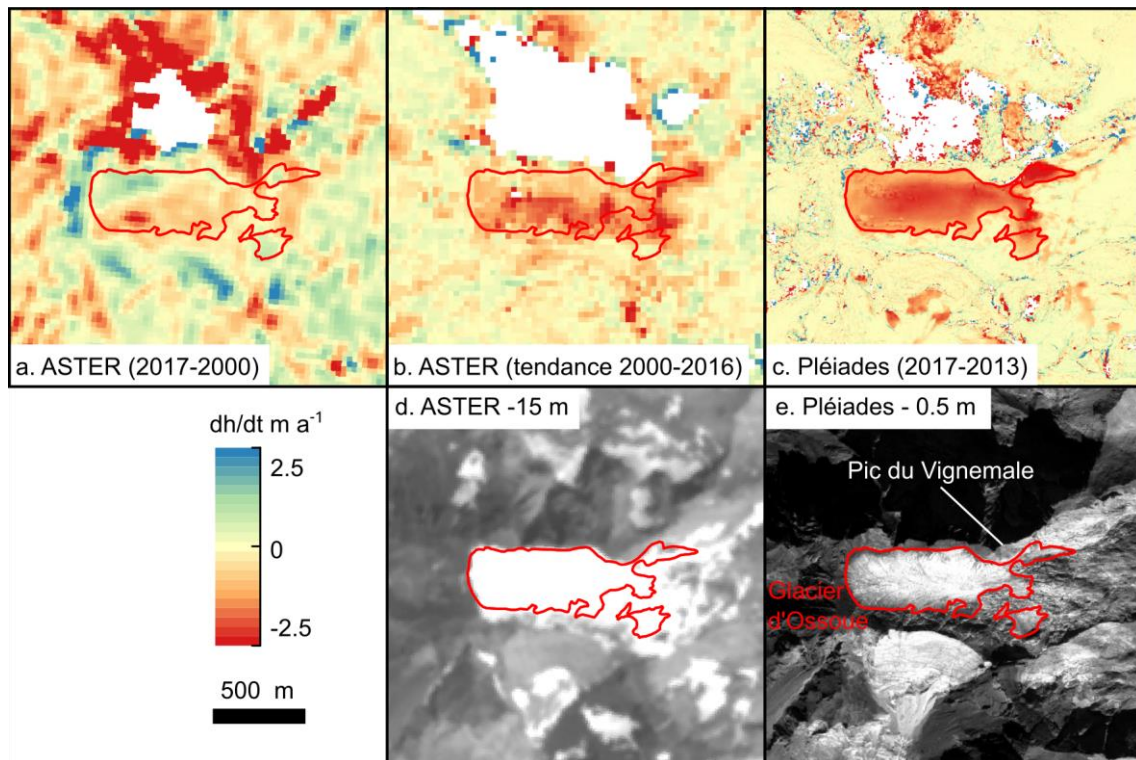 a. ASTER (2017-2000)
b. ASTER (tendance 2000-2016)
c. Pléiades (2017-2013)
dh/dt m a⁻¹
2.5
0
-2.5
500 m
d. ASTER -15 m
e. Pléiades - 0.5 m
Pic du Vignemale
Glacier
d'Ossoue